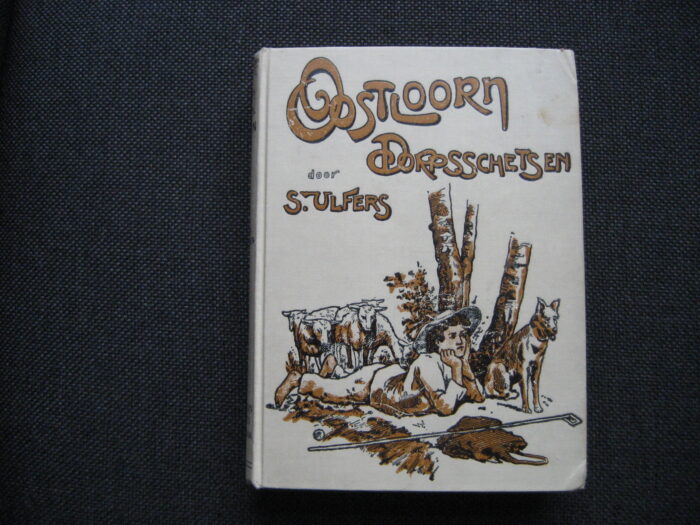 OOSTLOORN
DORPSSCHETSEN
door
S. ULFERS